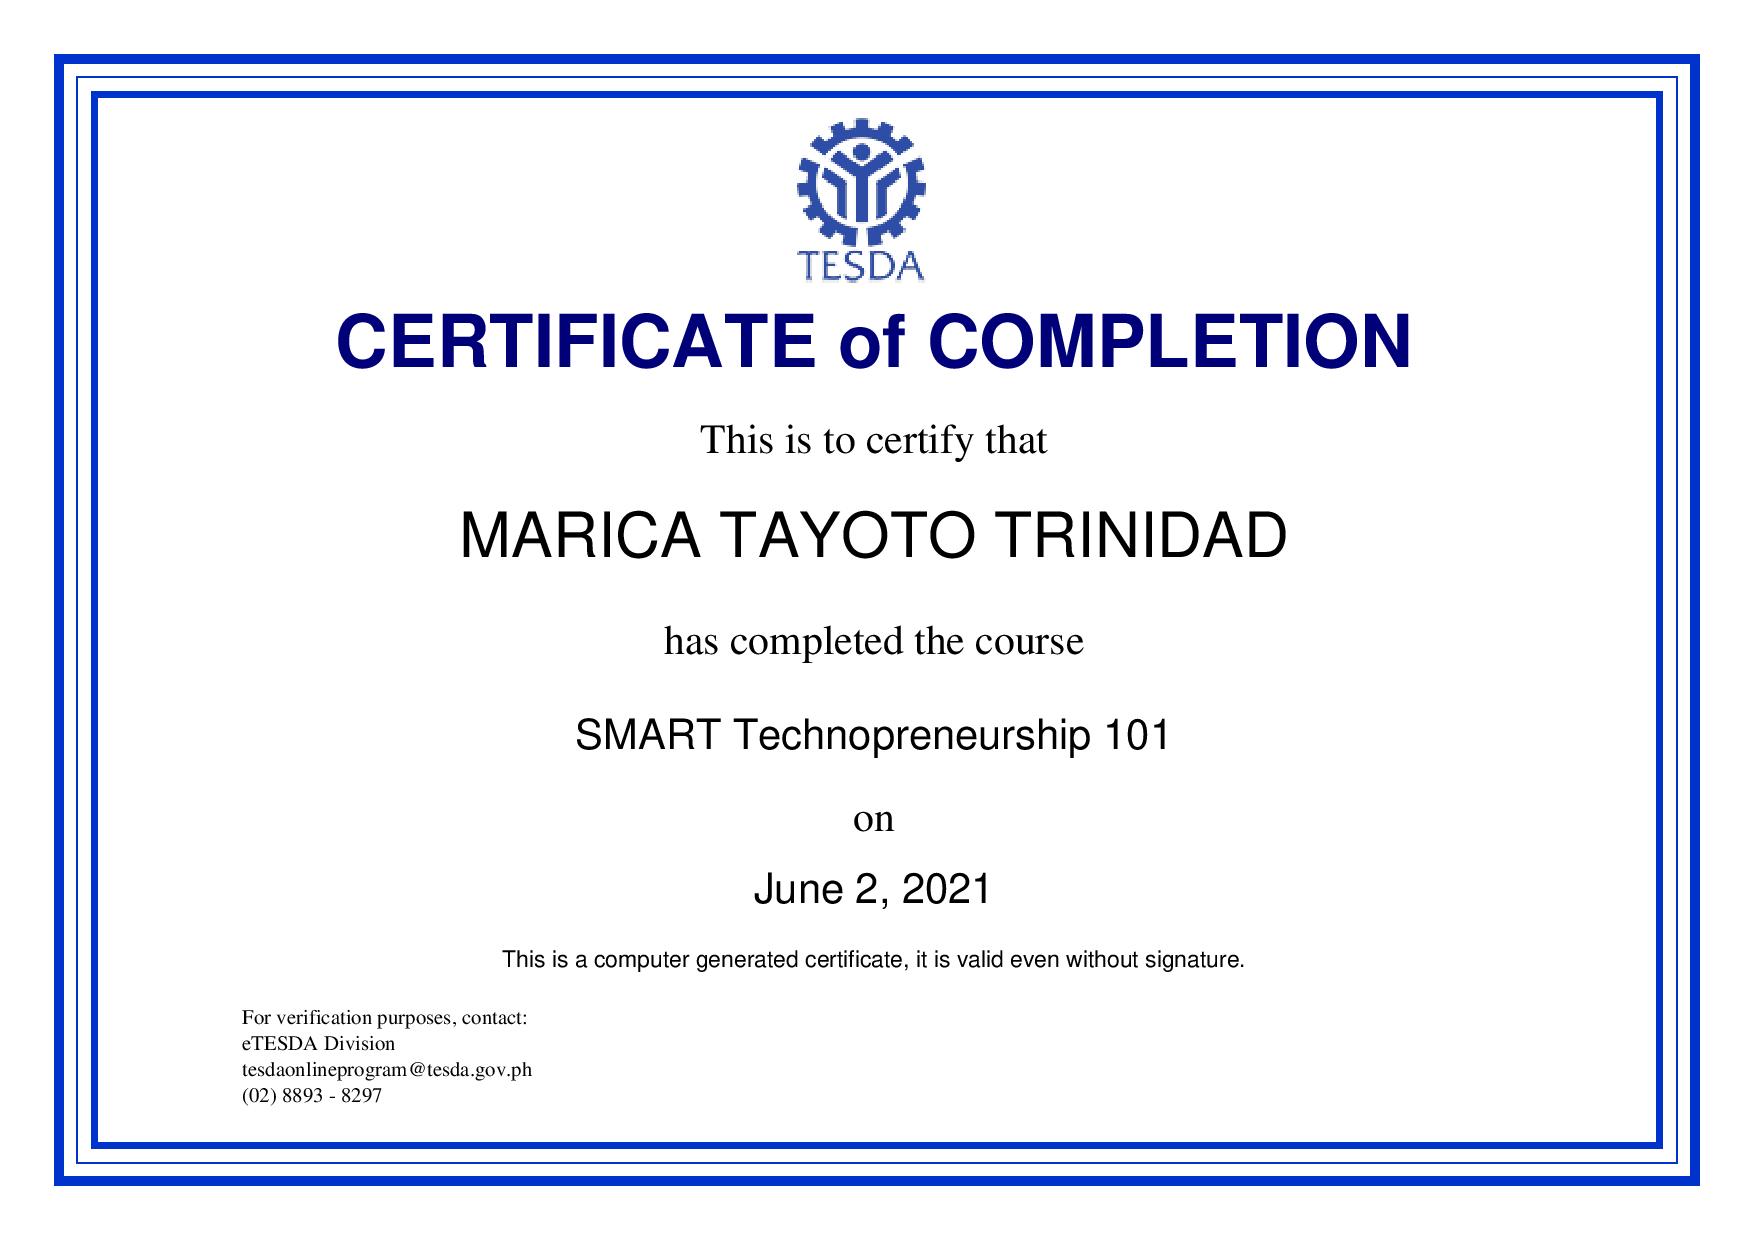 TESDA
CERTIFICATE of COMPLETION
This is to certify that
MARICA TAYOTO TRINIDAD
has completed the course
SMART Technopreneurship 101
on
June 2, 2021
This is a computer generated certificate, it is valid even without signature.
For verification purposes, contact:
eTESDA Division
tesdaonlineprogram@tesda.gov.ph
(02) 8893 - 8297